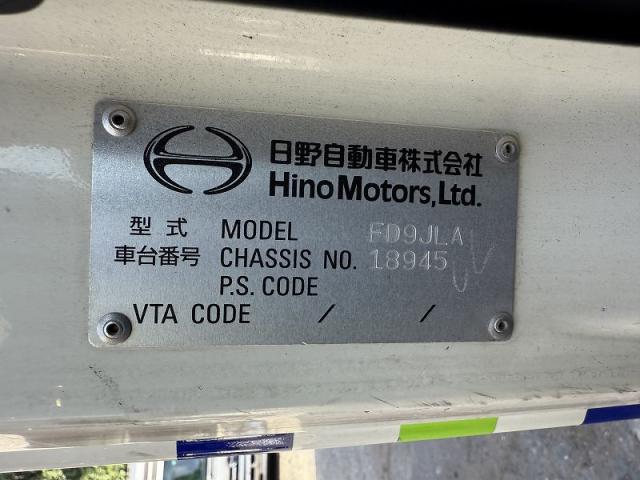 日野自動車株式会社
Hino Motors, Ltd.
型式 MODEL FD9JLA
車台番号 CHASSIS NO. 18945
P.S. CODE
VTA CODE / /